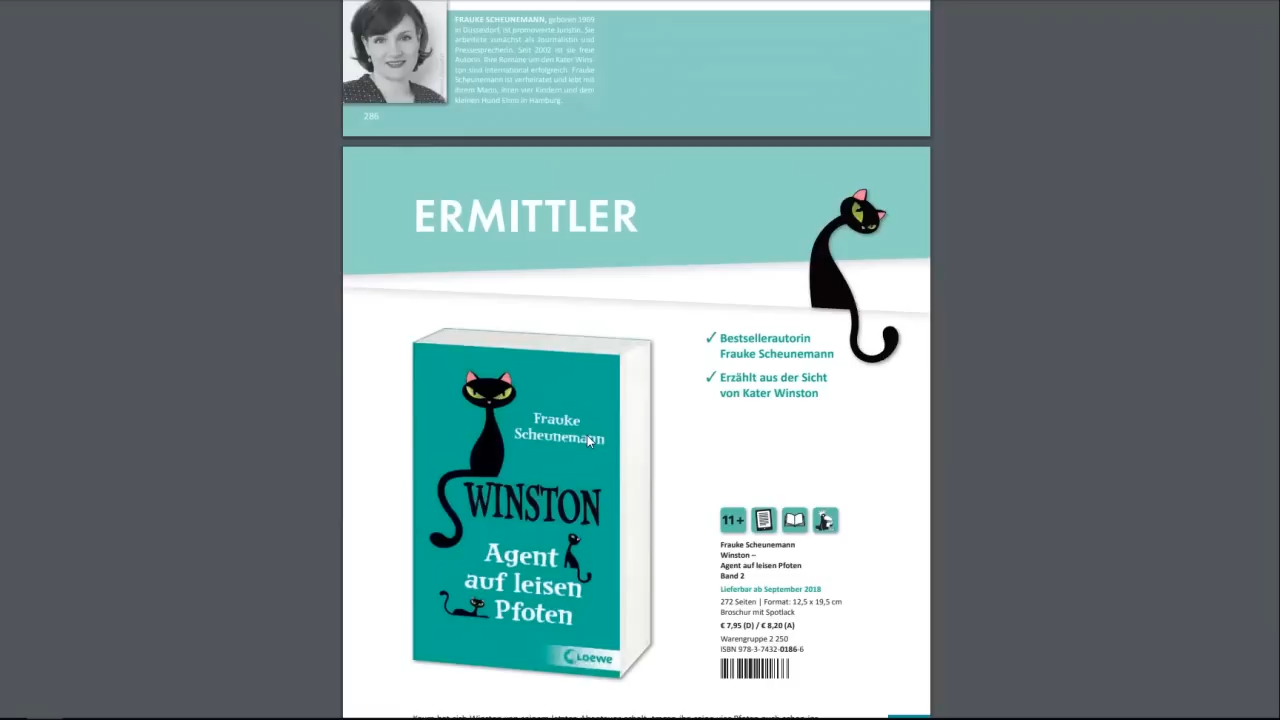 FRAUKE SCHEUNEMANN, geboren 1969
in Düsseldorf, ist promovierte Juristin. Sie
arbeitete zunächst als Journalistin und
Pressesprecherin. Seit 2002 ist sie freie
Autorin. Ihre Romane um den Kater Wins-
ton sind international erfolgreich. Frauke
Scheunemann ist verheiratet und lebt mit
ihrem Mann, ihren vier Kindern und dem
kleinen Hund Elmo in Hamburg.
286
ERMITTLER
✓ Bestsellerautorin
Frauke Scheunemann
✓ Erzählt aus der Sicht
von Kater Winston
Frauke
Scheunemann
WINSTON
Agent
auf leisen
Pfoten
Loewe
11+
Frauke Scheunemann
Winston –
Agent auf leisen Pfoten
Band 2
Lieferbar ab September 2018
272 Seiten | Format: 12,5 x 19,5 cm
Broschur mit Spotlack
€ 7,95 (D) / € 8,20 (A)
Warengruppe 2 250
ISBN 978-3-7432-0186-6